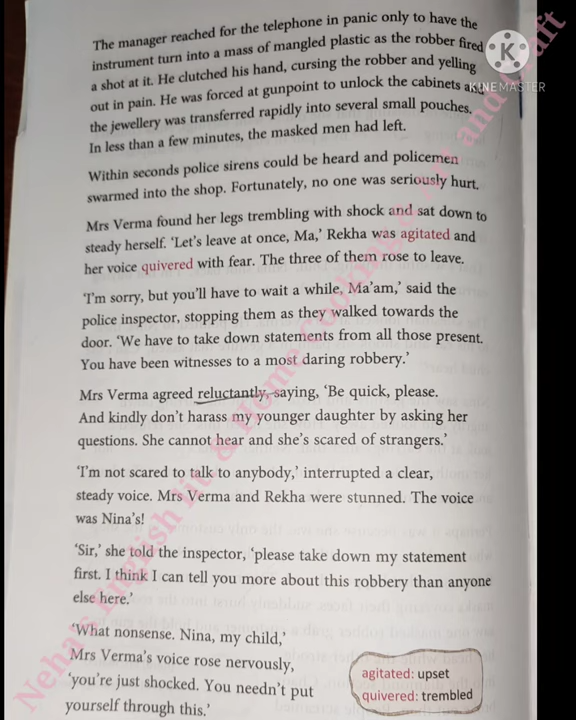 The manager reached for the telephone in panic only to have the
instrument turn into a mass of mangled plastic as the robber fired
a shot at it. He clutched his hand, cursing the robber and yelling
out in pain. He was forced at gunpoint to unlock the cabinets and
the jewellery was transferred rapidly into several small pouches.
In less than a few minutes, the masked men had left.
Within seconds police sirens could be heard and policemen
swarmed into the shop. Fortunately, no one was seriously hurt.
Mrs Verma found her legs trembling with shock and sat down to
steady herself. ‘Let’s leave at once, Ma,’ Rekha was agitated and
her voice quivered with fear. The three of them rose to leave.
‘I’m sorry, but you’ll have to wait a while, Ma’am,’ said the
police inspector, stopping them as they walked towards the
door. ‘We have to take down statements from all those present.
You have been witnesses to a most daring robbery.’
Mrs Verma agreed reluctantly, saying, ‘Be quick, please.
And kindly don’t harass my younger daughter by asking her
questions. She cannot hear and she’s scared of strangers.’
‘I’m not scared to talk to anybody,’ interrupted a clear,
steady voice. Mrs Verma and Rekha were stunned. The voice
was Nina’s!
‘Sir,’ she told the inspector, ‘please take down my statement
first. I think I can tell you more about this robbery than anyone
else here.’
‘What nonsense. Nina, my child,’
Mrs Verma’s voice rose nervously,
‘you’re just shocked. You needn’t put
yourself through this.’
agitated: upset
quivered: trembled
K
KINEMASTER
Neha's English lit. & Home Cooking & Art and Craft